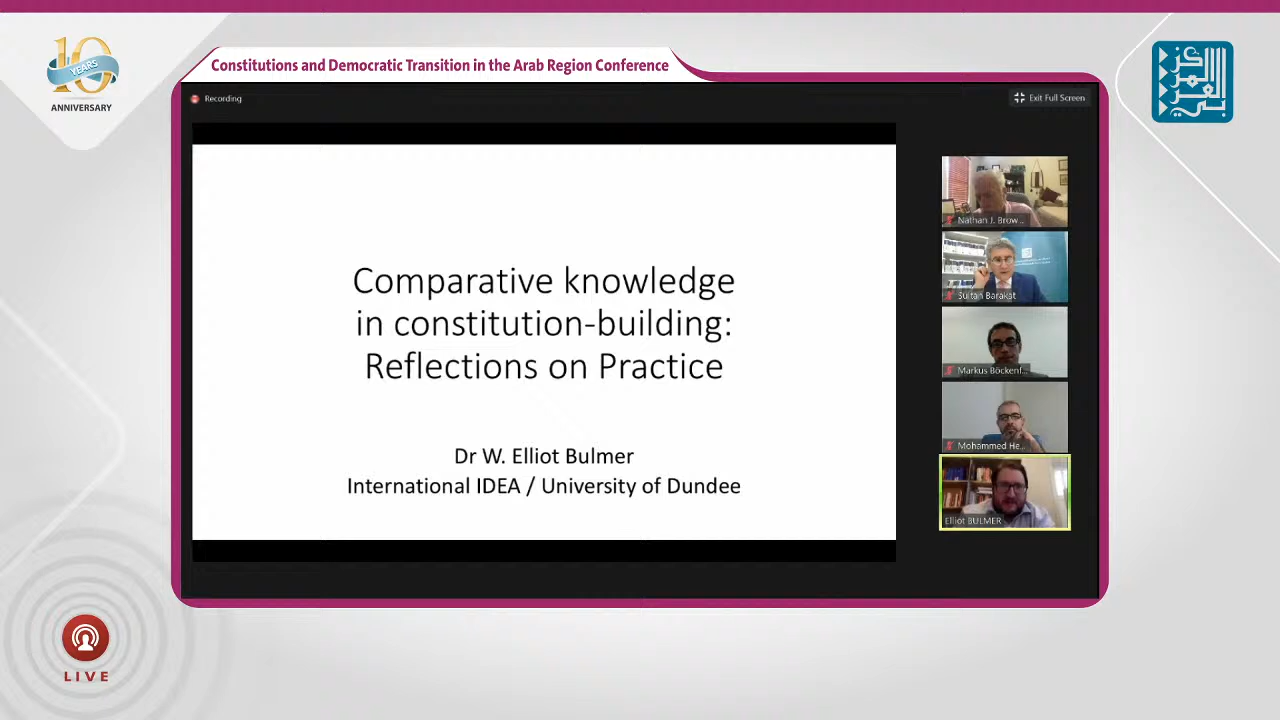 10
YEARS
ANNIVERSARY
Constitutions and Democratic Transition in the Arab Region Conference
المركز
العربي
Recording
Exit Full Screen
Comparative knowledge
in constitution-building:
Reflections on Practice
Dr W. Elliot Bulmer
International IDEA / University of Dundee
Nathan J. Brow...
Sultan Barakat
Markus Böckenf...
Mohammed He...
Elliot BULMER
LIVE